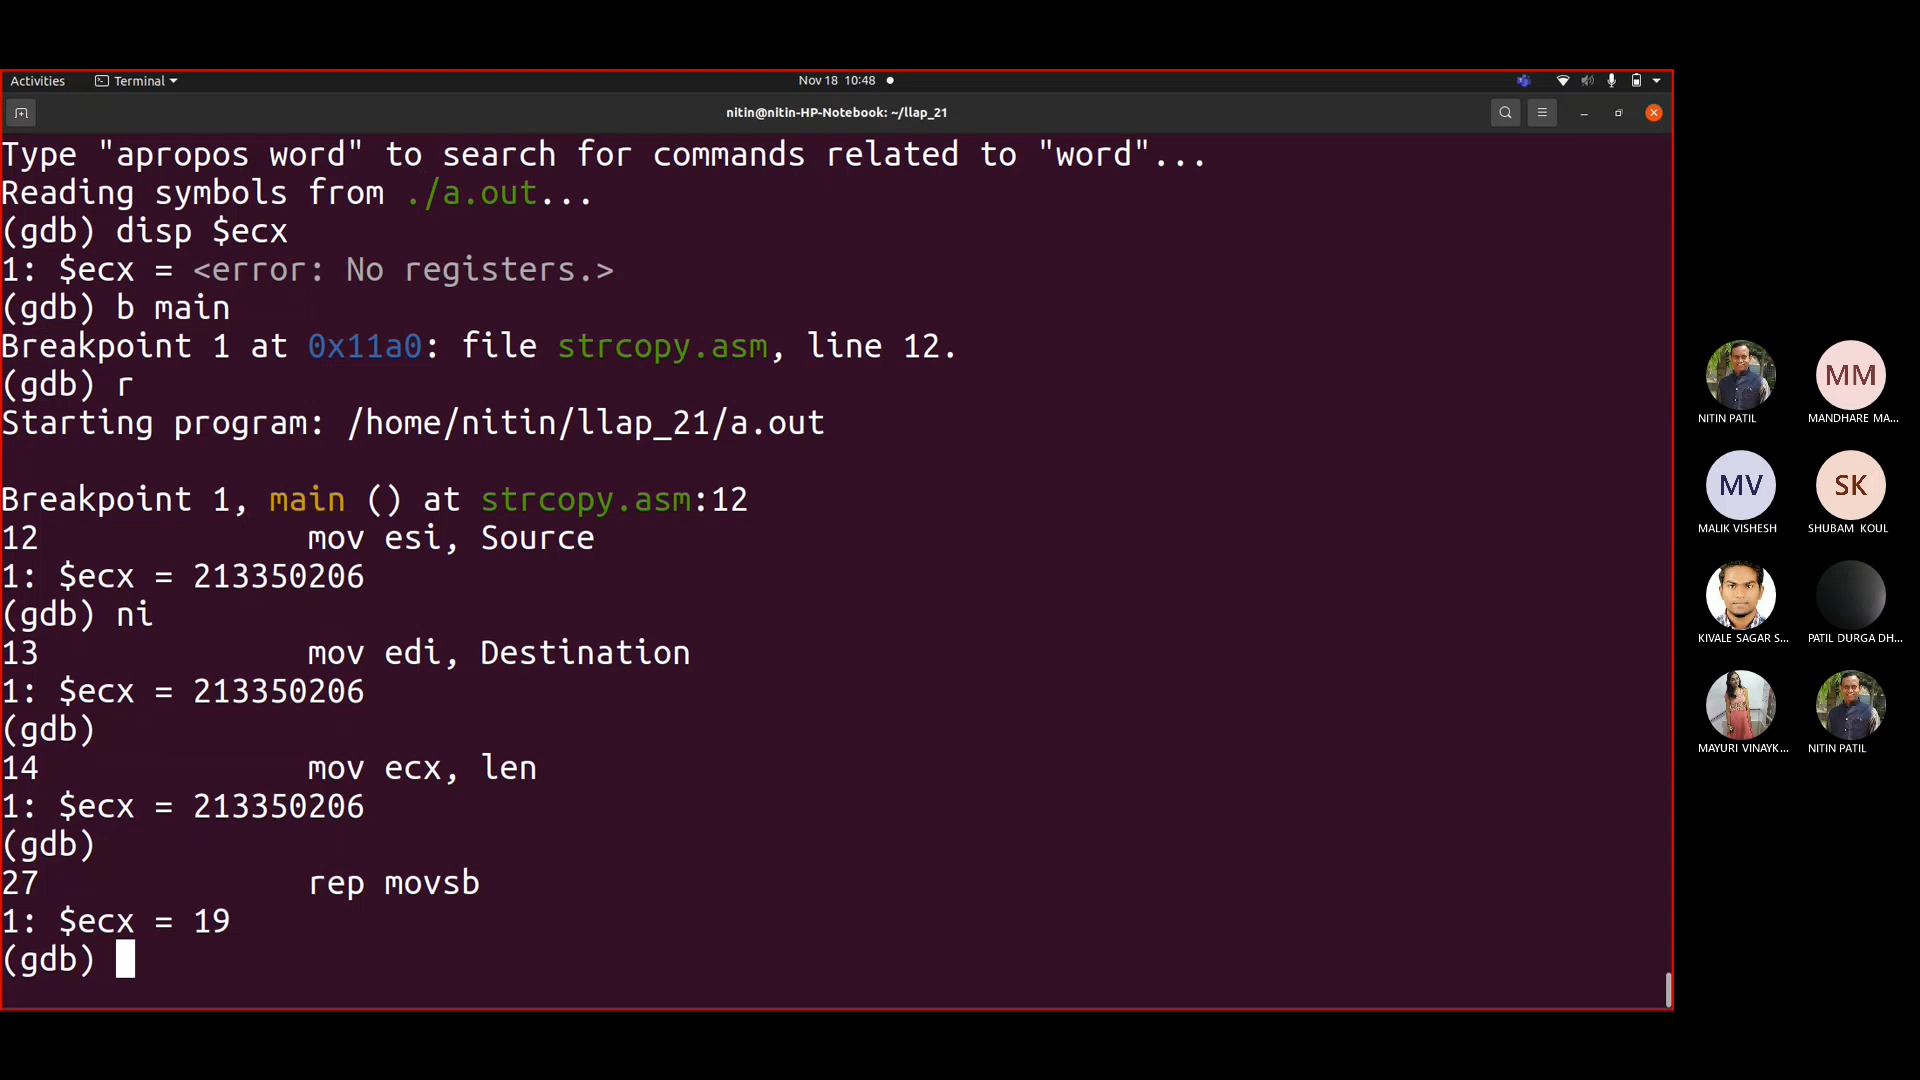 Activities Terminal Nov 18 10:48
nitin@nitin-HP-Notebook: ~/llap_21
Type "apropos word" to search for commands related to "word"...
Reading symbols from ./a.out...
(gdb) disp $ecx
1: $ecx = <error: No registers.>
(gdb) b main
Breakpoint 1 at 0x11a0: file strcopy.asm, line 12.
(gdb) r
Starting program: /home/nitin/llap_21/a.out
Breakpoint 1, main () at strcopy.asm:12
12 mov esi, Source
1: $ecx = 213350206
(gdb) ni
13 mov edi, Destination
1: $ecx = 213350206
(gdb)
14 mov ecx, len
1: $ecx = 213350206
(gdb)
27 rep movsb
1: $ecx = 19
(gdb)
MM
NITIN PATIL MANDHARE MA...
MV SK
MALIK VISHESH SHUBAM KOUL
KIVALE SAGAR S... PATIL DURGA DH...
MAYURI VINAYK... NITIN PATIL